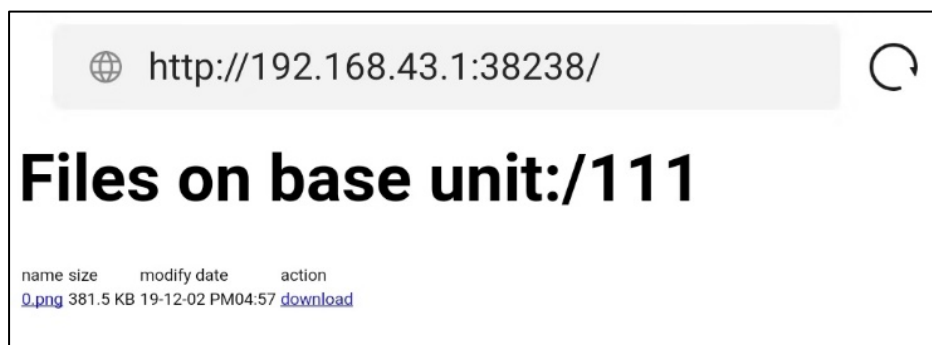 http://192.168.43.1:38238/
Files on base unit:/111
name size modify date action
0.png 381.5 KB 19-12-02 PM04:57 download